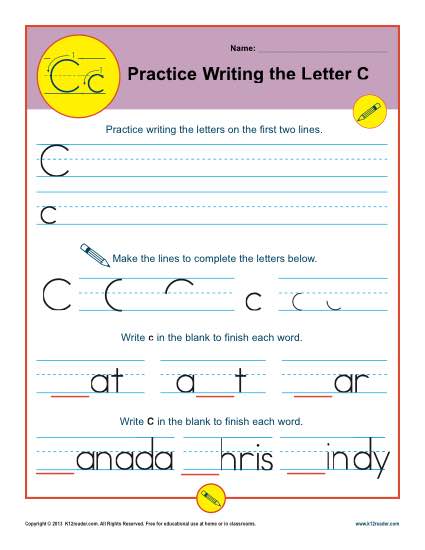 Name: ____________
Cc
Practice Writing the Letter C
Practice writing the letters on the first two lines.
C
c
Make the lines to complete the letters below.
C C c c
Write c in the blank to finish each word.
___at a___t ___ar
Write C in the blank to finish each word.
___anada ___hris ___indy
Copyright © 2013 K12reader.com. All Rights Reserved. Free for educational use at home or in classrooms. www.k12reader.com